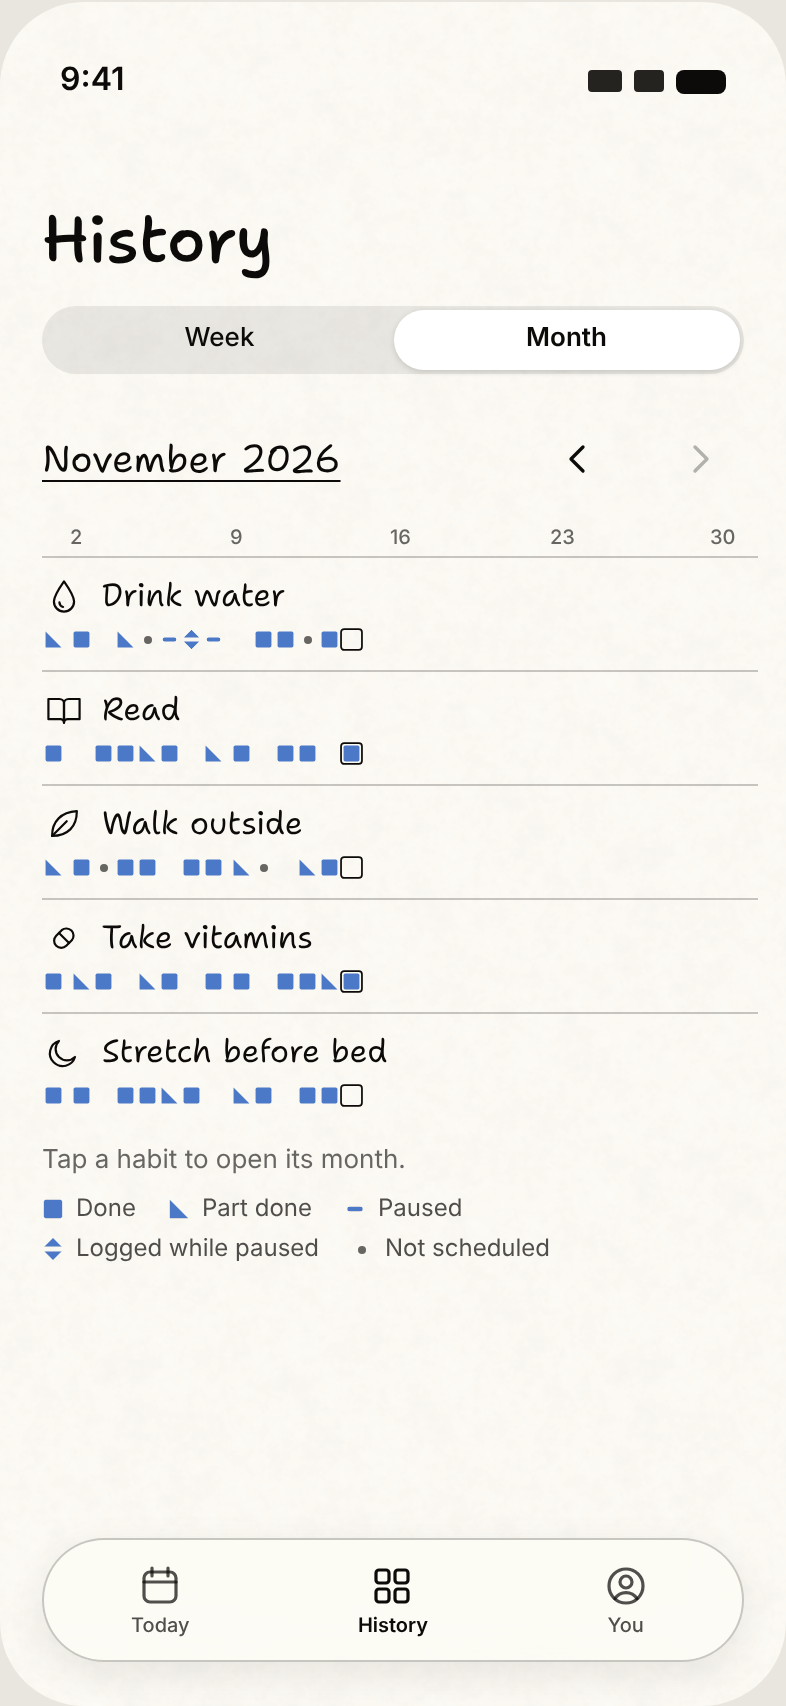 9:41
History
Week Month
November 2026
2 9 16 23 30
Drink water
Read
Walk outside
Take vitamins
Stretch before bed
Tap a habit to open its month.
Done Part done Paused
Logged while paused Not scheduled
Today History You